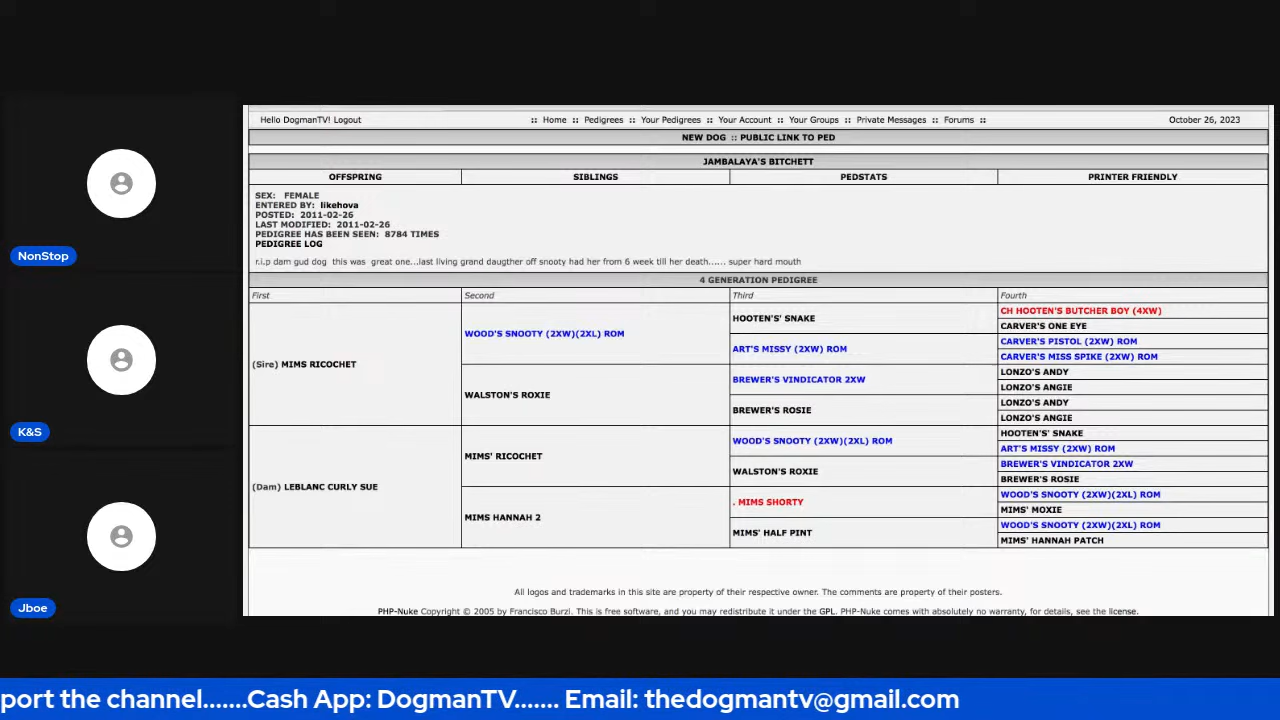 Hello DogmanTV! Logout :: Home :: Pedigrees :: Your Pedigrees :: Your Account :: Your Groups :: Private Messages :: Forums :: October 26, 2023
NEW DOG :: PUBLIC LINK TO PED
JAMBALAYA'S BITCHETT
OFFSPRING SIBLINGS PEDSTATS PRINTER FRIENDLY
SEX: FEMALE
ENTERED BY: likehova
POSTED: 2011-02-26
LAST MODIFIED: 2011-02-26
PEDIGREE HAS BEEN SEEN: 8784 TIMES
PEDIGREE LOG
r.i.p dam gud dog this was great one...last living grand daugther off snooty had her from 6 week till her death...... super hard mouth
4 GENERATION PEDIGREE
First Second Third Fourth
(Sire) MIMS RICOCHET
WOOD'S SNOOTY (2XW)(2XL) ROM
HOOTEN'S' SNAKE
CH HOOTEN'S BUTCHER BOY (4XW)
CARVER'S ONE EYE
ART'S MISSY (2XW) ROM
CARVER'S PISTOL (2XW) ROM
CARVER'S MISS SPIKE (2XW) ROM
WALSTON'S ROXIE
BREWER'S VINDICATOR 2XW
LONZO'S ANDY
LONZO'S ANGIE
BREWER'S ROSIE
LONZO'S ANDY
LONZO'S ANGIE
(Dam) LEBLANC CURLY SUE
MIMS' RICOCHET
WOOD'S SNOOTY (2XW)(2XL) ROM
HOOTEN'S' SNAKE
ART'S MISSY (2XW) ROM
WALSTON'S ROXIE
BREWER'S VINDICATOR 2XW
BREWER'S ROSIE
MIMS HANNAH 2
. MIMS SHORTY
WOOD'S SNOOTY (2XW)(2XL) ROM
MIMS' MOXIE
MIMS' HALF PINT
WOOD'S SNOOTY (2XW)(2XL) ROM
MIMS' HANNAH PATCH
All logos and trademarks in this site are property of their respective owner. The comments are property of their posters.
PHP-Nuke Copyright © 2005 by Francisco Burzi. This is free software, and you may redistribute it under the GPL. PHP-Nuke comes with absolutely no warranty, for details, see the license.
NonStop
K&S
Jboe
port the channel.......Cash App: DogmanTV....... Email: thedogmantv@gmail.com